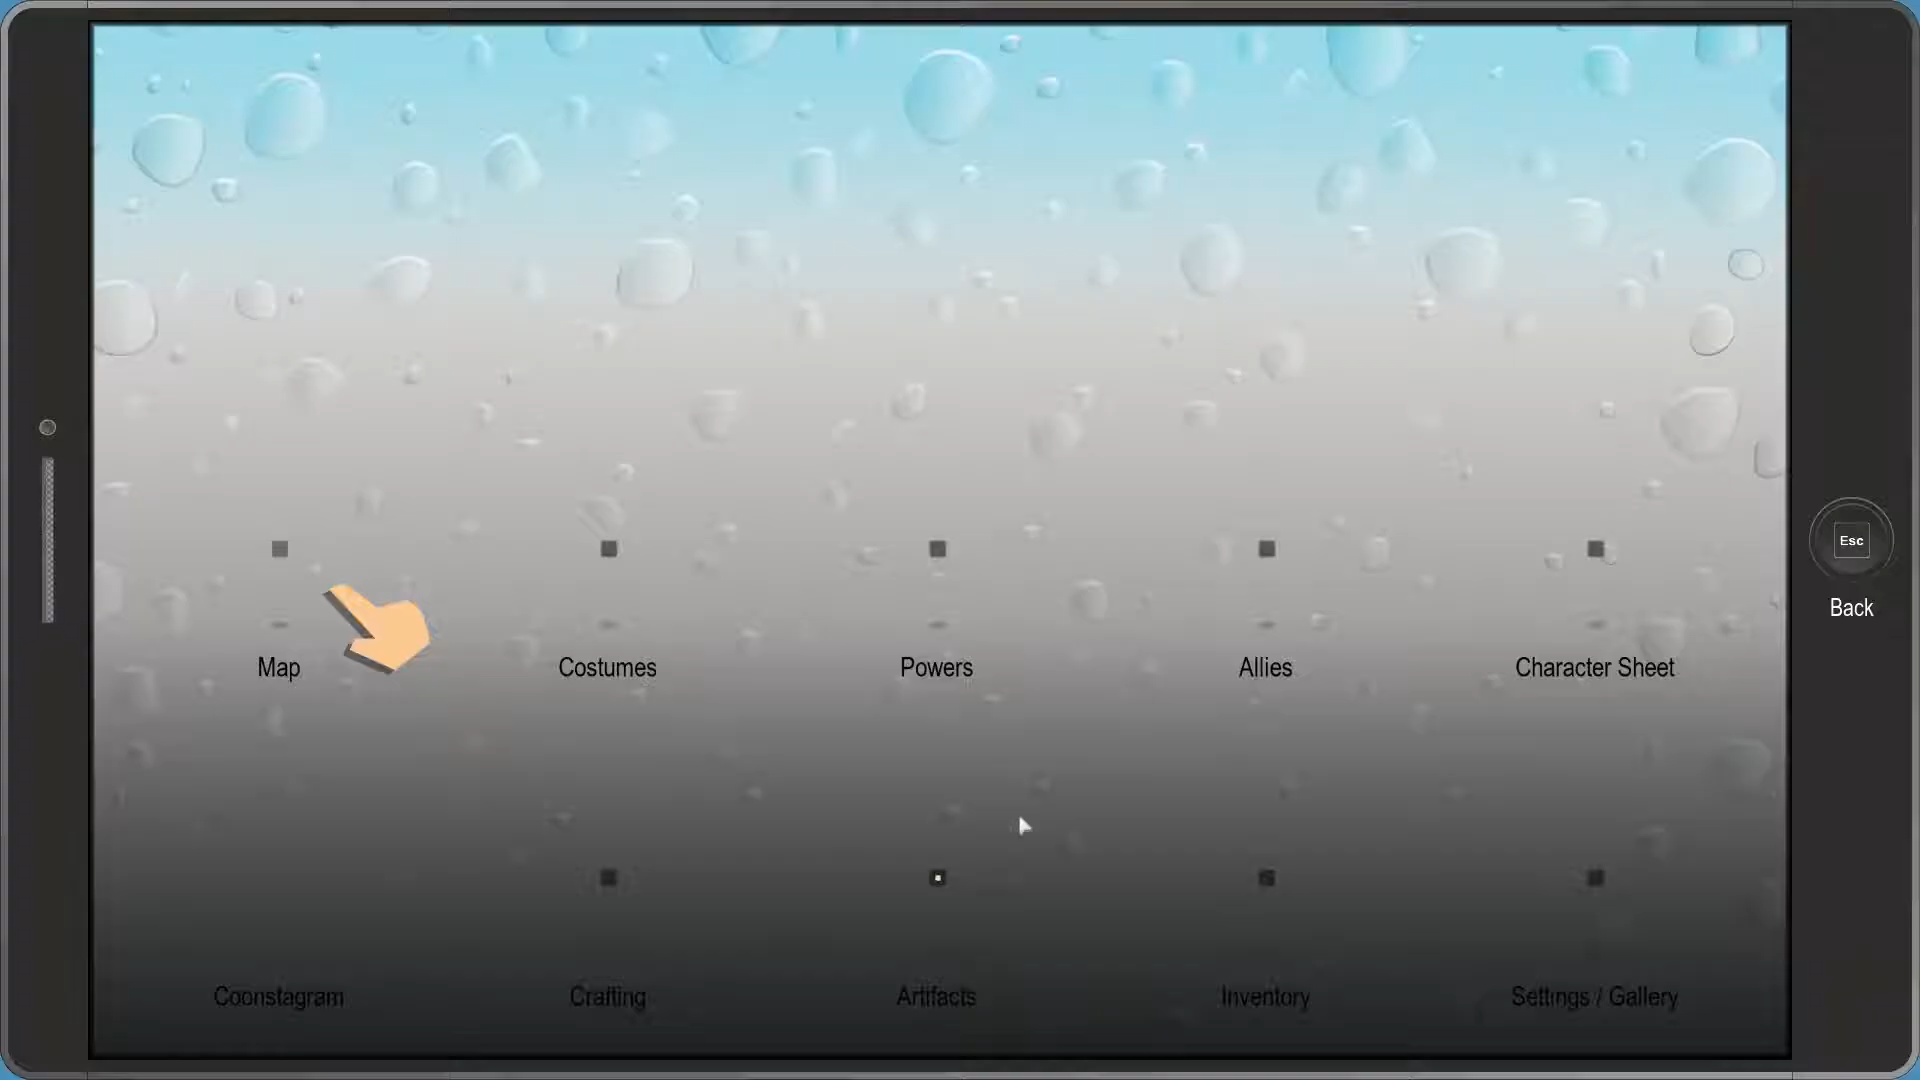 Esc
Back
Map
Costumes
Powers
Allies
Character Sheet
Coonstagram
Crafting
Artifacts
Inventory
Settings / Gallery